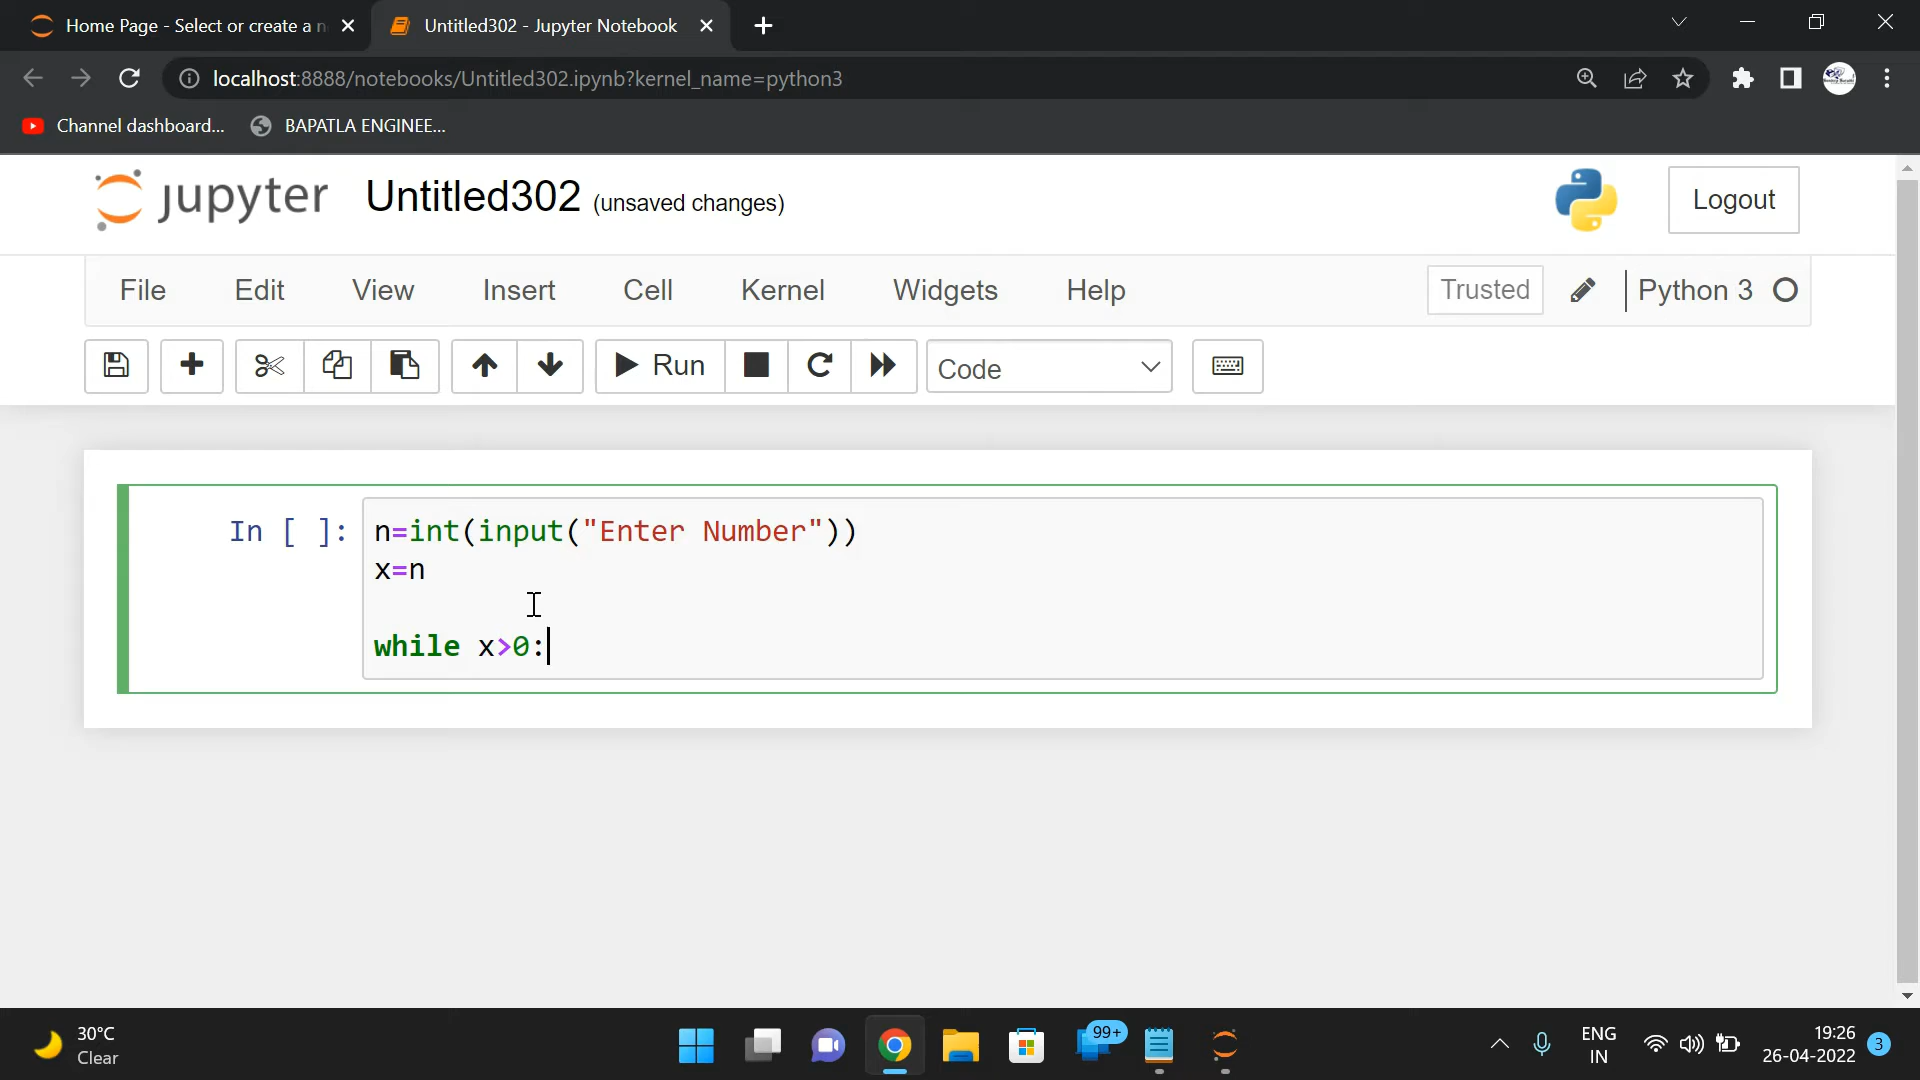 Home Page - Select or create a n
Untitled302 - Jupyter Notebook
localhost:8888/notebooks/Untitled302.ipynb?kernel_name=python3
Channel dashboard...
BAPATLA ENGINEE...
jupyter
Untitled302 (unsaved changes)
Logout
File Edit View Insert Cell Kernel Widgets Help
Trusted
Python 3
Run
Code
In [ ]:
n=int(input("Enter Number"))
x=n
while x>0:
30°C
Clear
99+
ENG
IN
19:26
26-04-2022
3